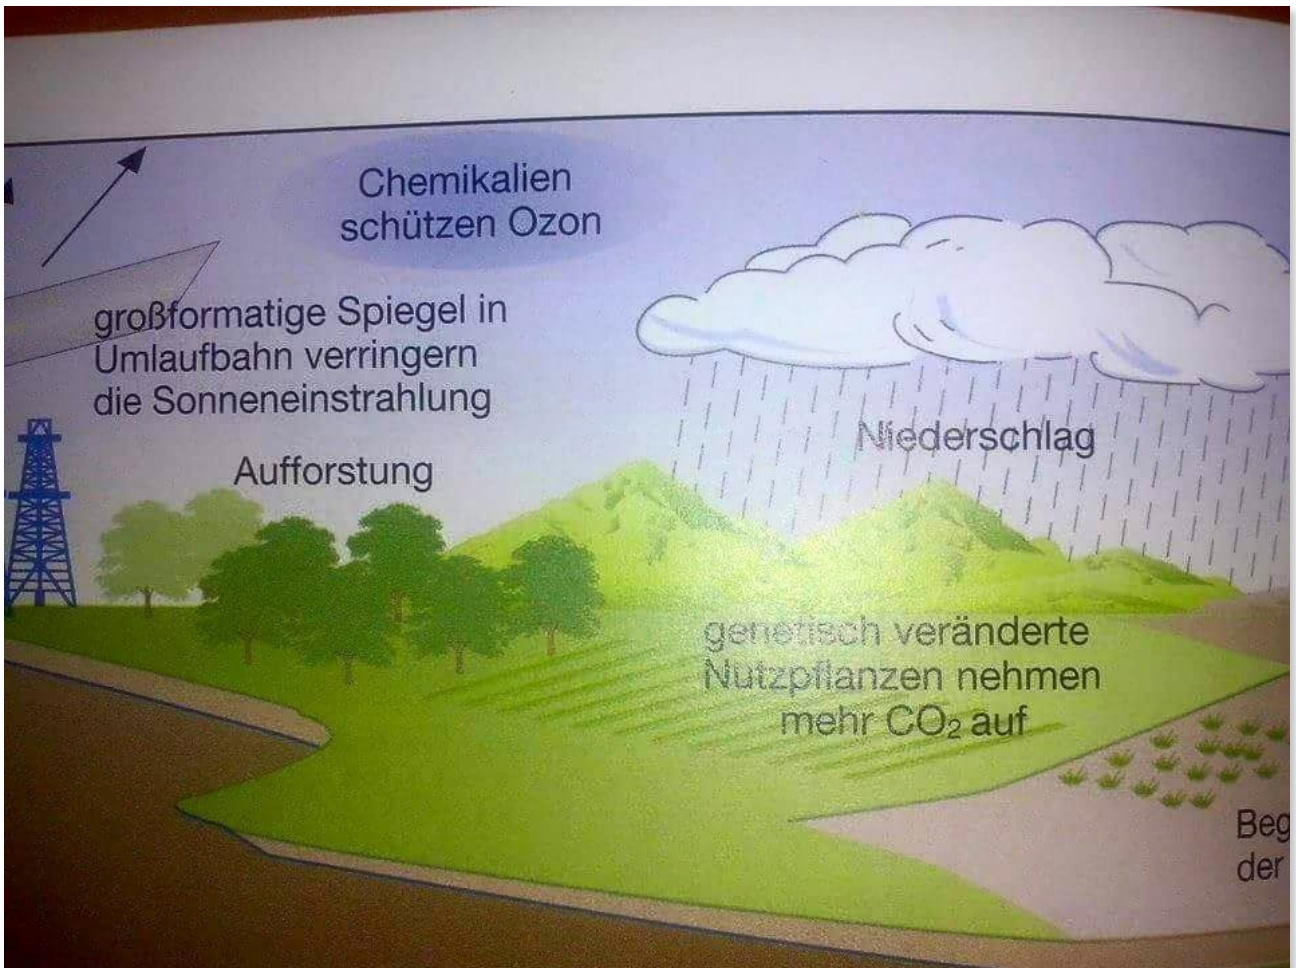 Chemikalien
schützen Ozon
großformatige Spiegel in
Umlaufbahn verringern
die Sonneneinstrahlung
Niederschlag
Aufforstung
genetisch veränderte
Nutzpflanzen nehmen
mehr CO₂ auf
Beg
der